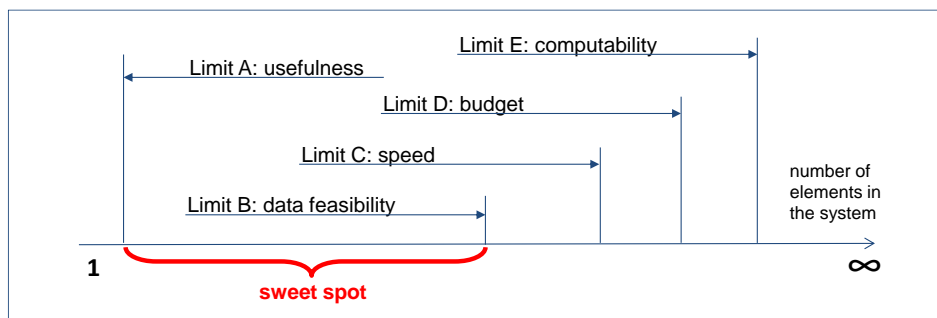 Limit E: computability
Limit A: usefulness
Limit D: budget
Limit C: speed
number of
elements in
the system
Limit B: data feasibility
1
∞
sweet spot